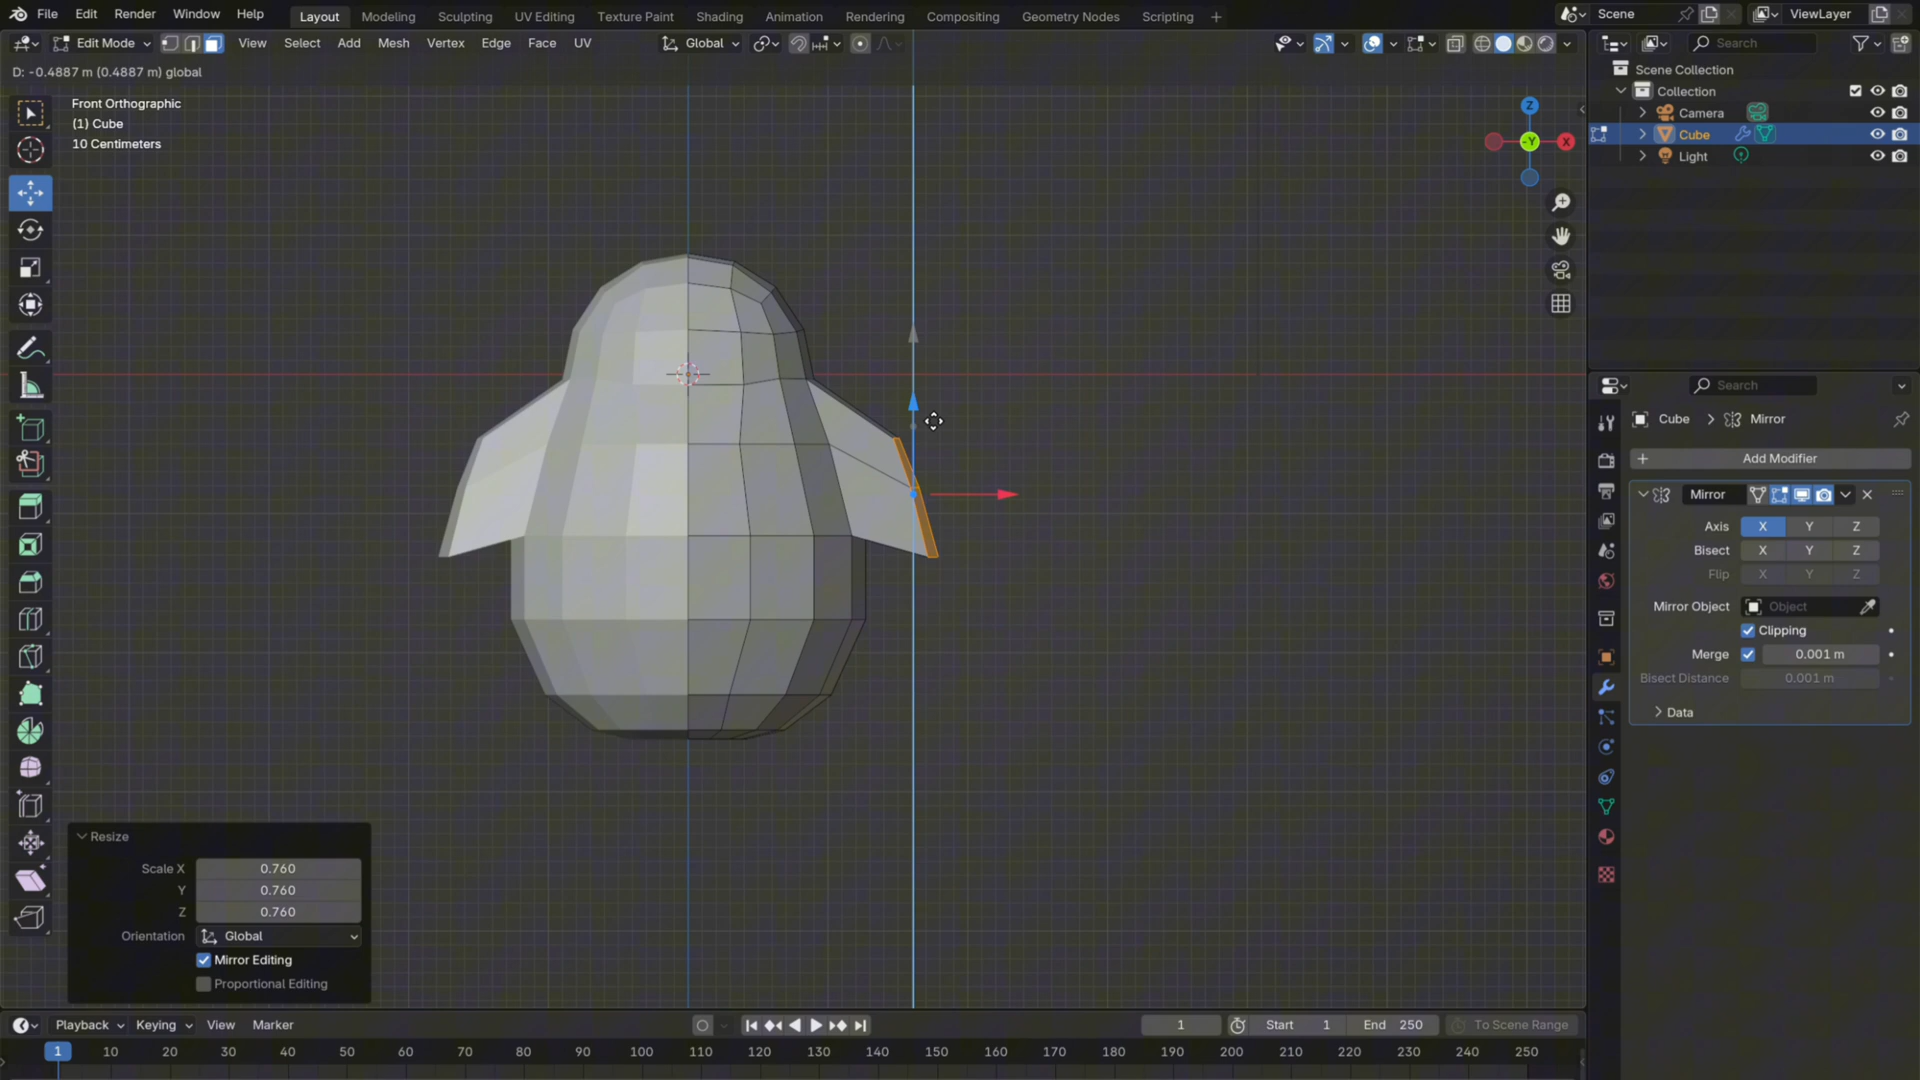 File Edit Render Window Help Layout Modeling Sculpting UV Editing Texture Paint Shading Animation Rendering Compositing Geometry Nodes Scripting + Scene ViewLayer
Edit Mode View Select Add Mesh Vertex Edge Face UV Global Search
D: -0.4887 m (0.4887 m) global
Scene Collection
Collection
Camera
Cube
Light
Front Orthographic
(1) Cube
10 Centimeters
Z
-Y
X
Search
Cube > Mirror
+ Add Modifier
Mirror
Axis X Y Z
Bisect X Y Z
Flip X Y Z
Mirror Object Object
Clipping
Merge 0.001 m
Bisect Distance 0.001 m
Data
Resize
Scale X 0.760
Y 0.760
Z 0.760
Orientation Global
Mirror Editing
Proportional Editing
Playback Keying View Marker 1 Start 1 End 250 To Scene Range
1 10 20 30 40 50 60 70 80 90 100 110 120 130 140 150 160 170 180 190 200 210 220 230 240 250